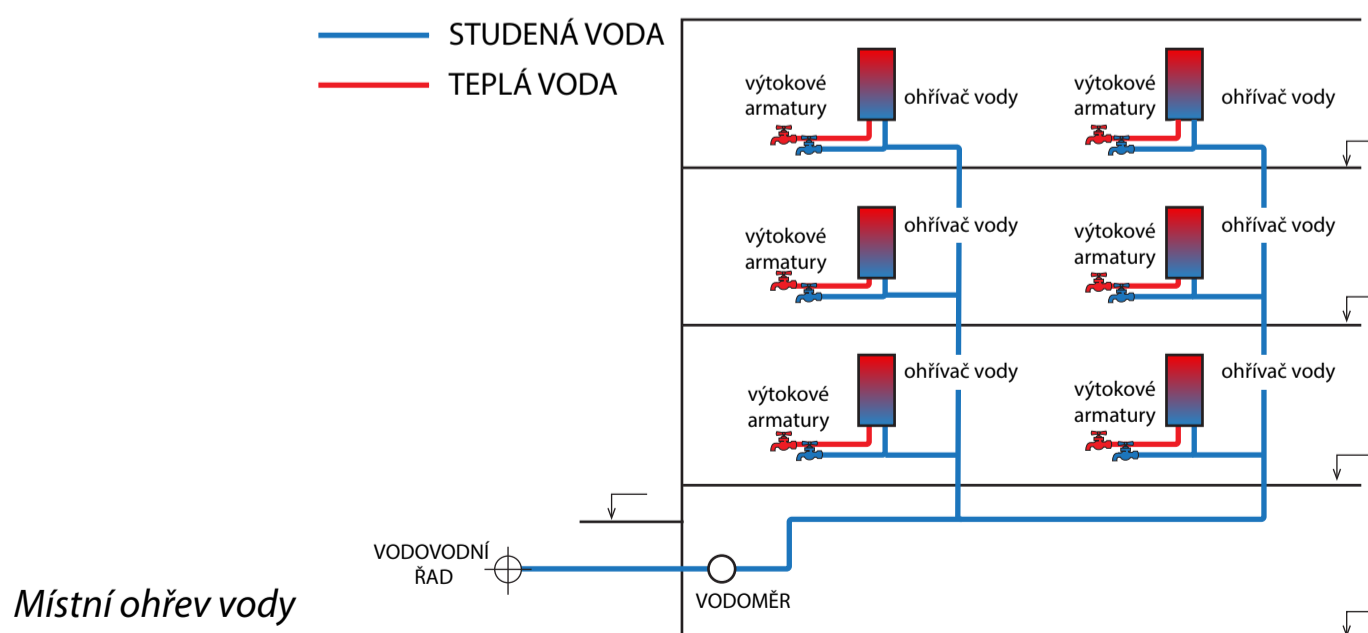 STUDENÁ VODA
TEPLÁ VODA
výtokové
armatury
ohřívač vody
výtokové
armatury
ohřívač vody
výtokové
armatury
ohřívač vody
výtokové
armatury
ohřívač vody
výtokové
armatury
ohřívač vody
výtokové
armatury
ohřívač vody
VODOVODNÍ
ŘAD
VODOMĚR
Místní ohřev vody